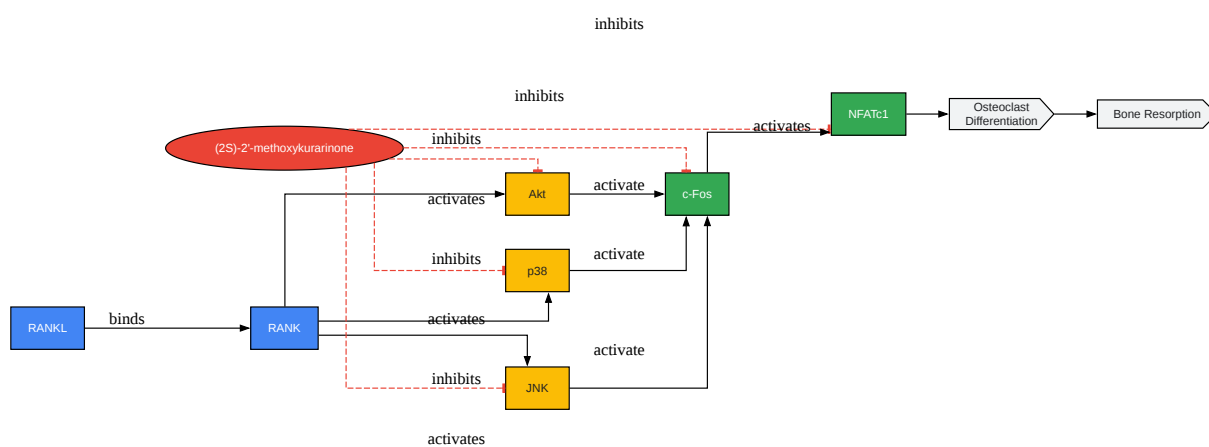 inhibits
inhibits
NFATc1
Osteoclast
Differentiation
Bone Resorption
activates
inhibits
(2S)-2'-methoxykurarinone
Akt
activate
c-Fos
activates
activate
inhibits
p38
RANKL
binds
RANK
activates
activate
inhibits
JNK
activates